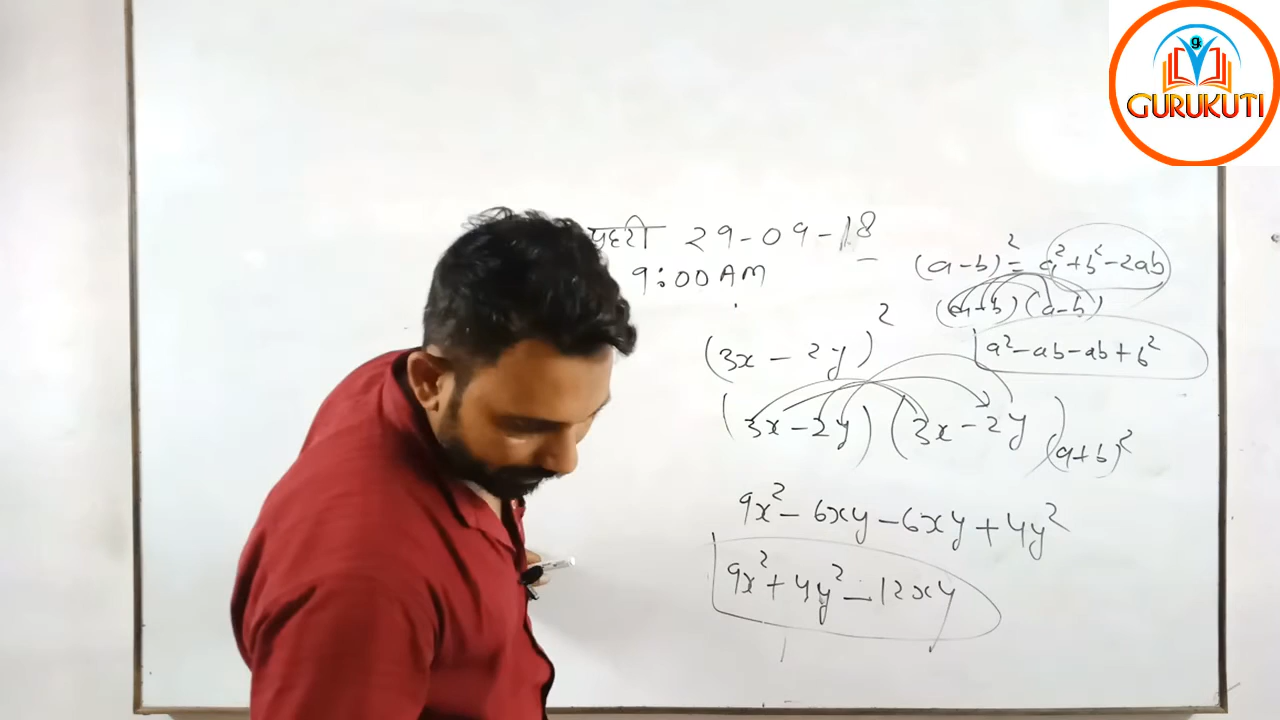 GURUKUTI
प्रहरी 29-09-18
9:00 AM
(a-b)² = a²+b²-2ab
(a-b)(a-b)
a²-ab-ab+b²
(3x-2y)²
(3x-2y)(3x-2y)
(a+b)²
9x²-6xy-6xy+4y²
9x²+4y²-12xy